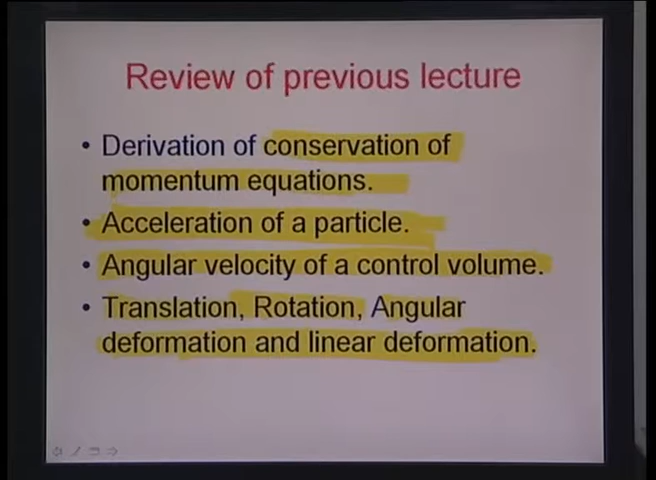 Review of previous lecture
• Derivation of conservation of
momentum equations.
• Acceleration of a particle.
• Angular velocity of a control volume.
• Translation, Rotation, Angular
deformation and linear deformation.